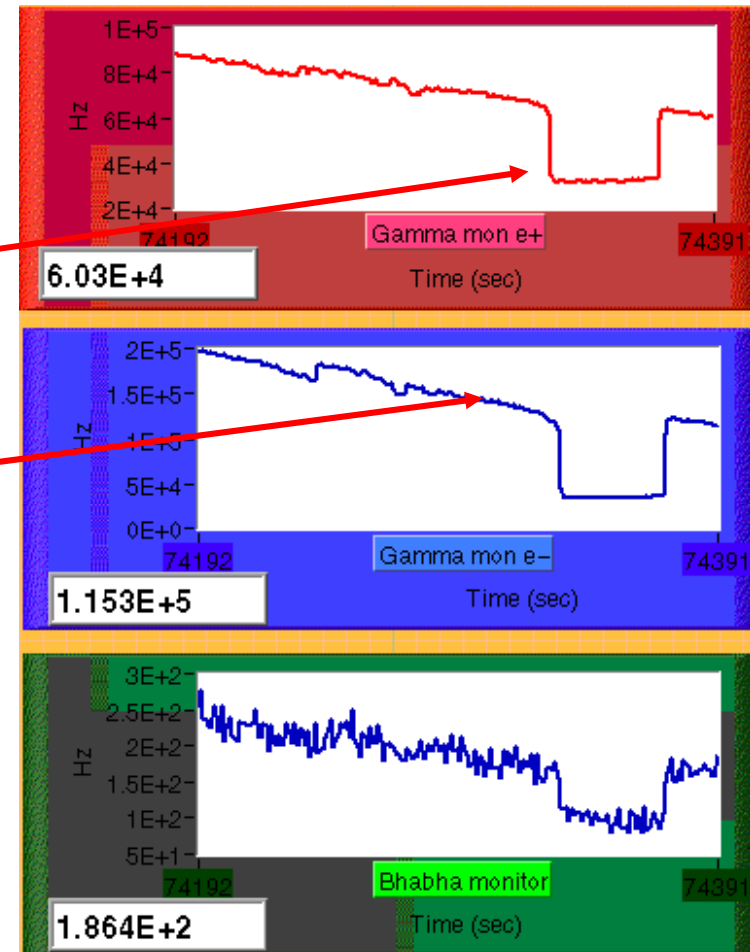 1E+5
8E+4
Hz
6E+4
4E+4
2E+4
74192
Gamma mon e+
74391
6.03E+4
Time (sec)
2E+5
1.5E+5
Hz
1E+5
5E+4
0E+0
74192
Gamma mon e-
74391
1.153E+5
Time (sec)
3E+2
2.5E+2
2E+2
Hz
1.5E+2
1E+2
5E+1
74192
Bhabha monitor
74391
1.864E+2
Time (sec)